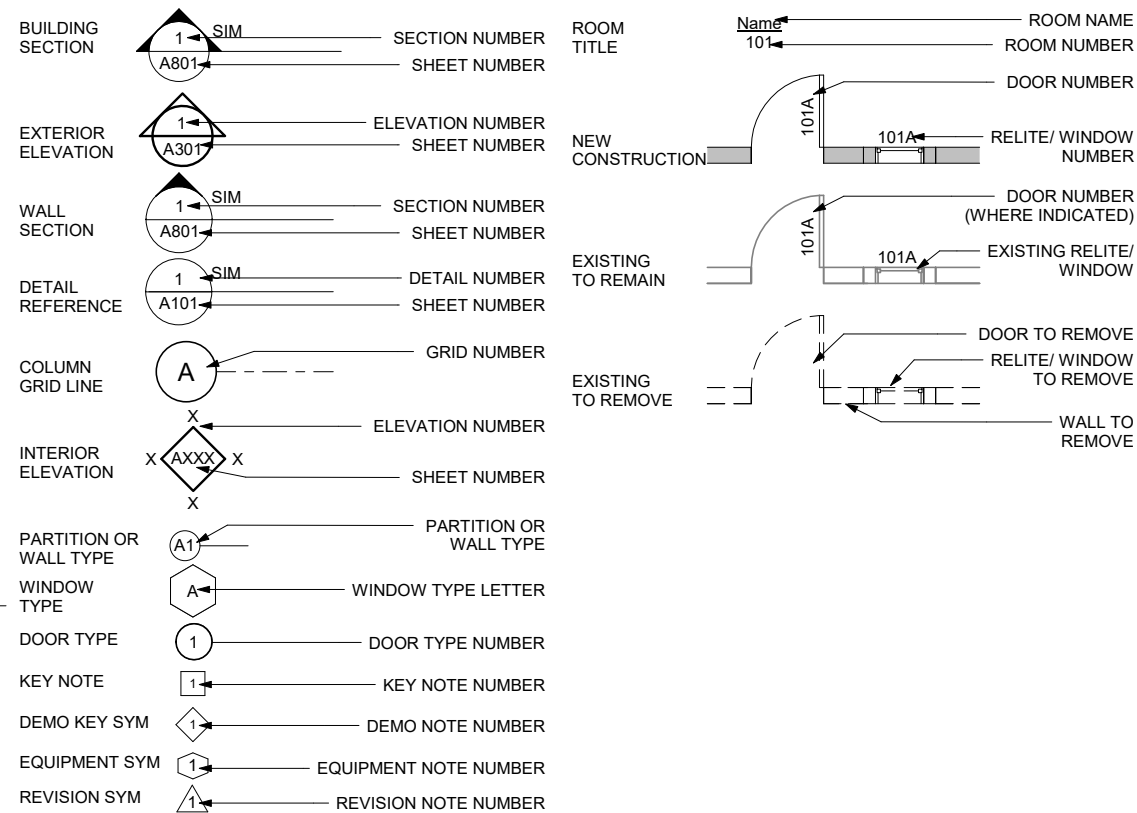 BUILDING
SECTION
1
SIM
A801
SECTION NUMBER
SHEET NUMBER
EXTERIOR
ELEVATION
1
A301
ELEVATION NUMBER
SHEET NUMBER
WALL
SECTION
1
SIM
A801
SECTION NUMBER
SHEET NUMBER
DETAIL
REFERENCE
1
SIM
A101
DETAIL NUMBER
SHEET NUMBER
COLUMN
GRID LINE
A
GRID NUMBER
INTERIOR
ELEVATION
X
X
AXXX
X
X
ELEVATION NUMBER
SHEET NUMBER
PARTITION OR
WALL TYPE
A1
PARTITION OR
WALL TYPE
WINDOW
TYPE
A
WINDOW TYPE LETTER
DOOR TYPE
1
DOOR TYPE NUMBER
KEY NOTE
1
KEY NOTE NUMBER
DEMO KEY SYM
1
DEMO NOTE NUMBER
EQUIPMENT SYM
1
EQUIPMENT NOTE NUMBER
REVISION SYM
1
REVISION NOTE NUMBER
ROOM
TITLE
Name
101
ROOM NAME
ROOM NUMBER
NEW
CONSTRUCTION
101A
101A
DOOR NUMBER
RELITE/ WINDOW
NUMBER
EXISTING
TO REMAIN
101A
101A
DOOR NUMBER
(WHERE INDICATED)
EXISTING RELITE/
WINDOW
EXISTING
TO REMOVE
DOOR TO REMOVE
RELITE/ WINDOW
TO REMOVE
WALL TO
REMOVE